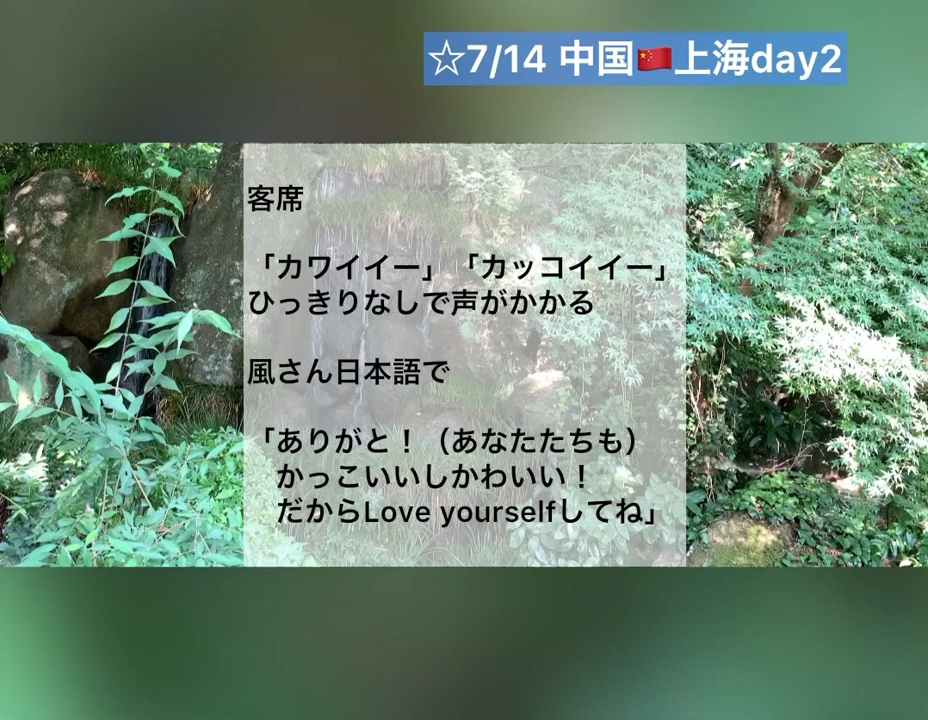 ☆7/14 中国🇨🇳上海day2
客席
「カワイイー」 「カッコイイー」
ひっきりなしで声がかかる
風さん日本語で
「ありがと！（あなたたちも）
かっこいいしかわいい！
だからLove yourselfしてね」